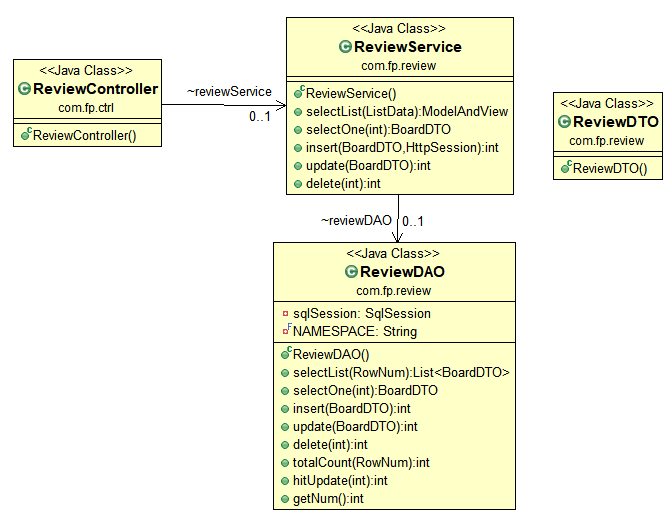 <<Java Class>>
ReviewController
com.fp.ctrl
ReviewController()
~reviewService
0..1
<<Java Class>>
ReviewService
com.fp.review
ReviewService()
selectList(ListData):ModelAndView
selectOne(int):BoardDTO
insert(BoardDTO,HttpSession):int
update(BoardDTO):int
delete(int):int
<<Java Class>>
ReviewDTO
com.fp.review
ReviewDTO()
~reviewDAO
0..1
<<Java Class>>
ReviewDAO
com.fp.review
sqlSession: SqlSession
NAMESPACE: String
ReviewDAO()
selectList(RowNum):List<BoardDTO>
selectOne(int):BoardDTO
insert(BoardDTO):int
update(BoardDTO):int
delete(int):int
totalCount(RowNum):int
hitUpdate(int):int
getNum():int